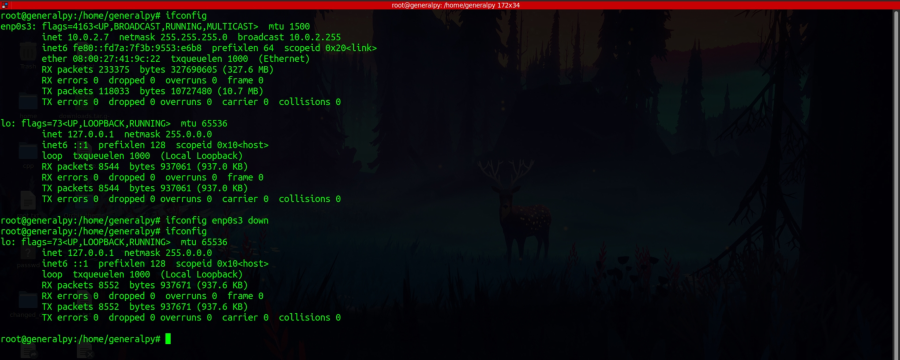 root@generalpy: /home/generalpy 172x34
root@generalpy:/home/generalpy# ifconfig
enp0s3: flags=4163<UP,BROADCAST,RUNNING,MULTICAST>  mtu 1500
        inet 10.0.2.7  netmask 255.255.255.0  broadcast 10.0.2.255
        inet6 fe80::fd7a:7f3b:9553:e6b8  prefixlen 64  scopeid 0x20<link>
        ether 08:00:27:41:9c:22  txqueuelen 1000  (Ethernet)
        RX packets 233375  bytes 327690605 (327.6 MB)
        RX errors 0  dropped 0  overruns 0  frame 0
        TX packets 118033  bytes 10727480 (10.7 MB)
        TX errors 0  dropped 0 overruns 0  carrier 0  collisions 0

lo: flags=73<UP,LOOPBACK,RUNNING>  mtu 65536
        inet 127.0.0.1  netmask 255.0.0.0
        inet6 ::1  prefixlen 128  scopeid 0x10<host>
        loop  txqueuelen 1000  (Local Loopback)
        RX packets 8544  bytes 937061 (937.0 KB)
        RX errors 0  dropped 0  overruns 0  frame 0
        TX packets 8544  bytes 937061 (937.0 KB)
        TX errors 0  dropped 0 overruns 0  carrier 0  collisions 0

root@generalpy:/home/generalpy# ifconfig enp0s3 down
root@generalpy:/home/generalpy# ifconfig
lo: flags=73<UP,LOOPBACK,RUNNING>  mtu 65536
        inet 127.0.0.1  netmask 255.0.0.0
        inet6 ::1  prefixlen 128  scopeid 0x10<host>
        loop  txqueuelen 1000  (Local Loopback)
        RX packets 8552  bytes 937671 (937.6 KB)
        RX errors 0  dropped 0  overruns 0  frame 0
        TX packets 8552  bytes 937671 (937.6 KB)
        TX errors 0  dropped 0 overruns 0  carrier 0  collisions 0

root@generalpy:/home/generalpy#